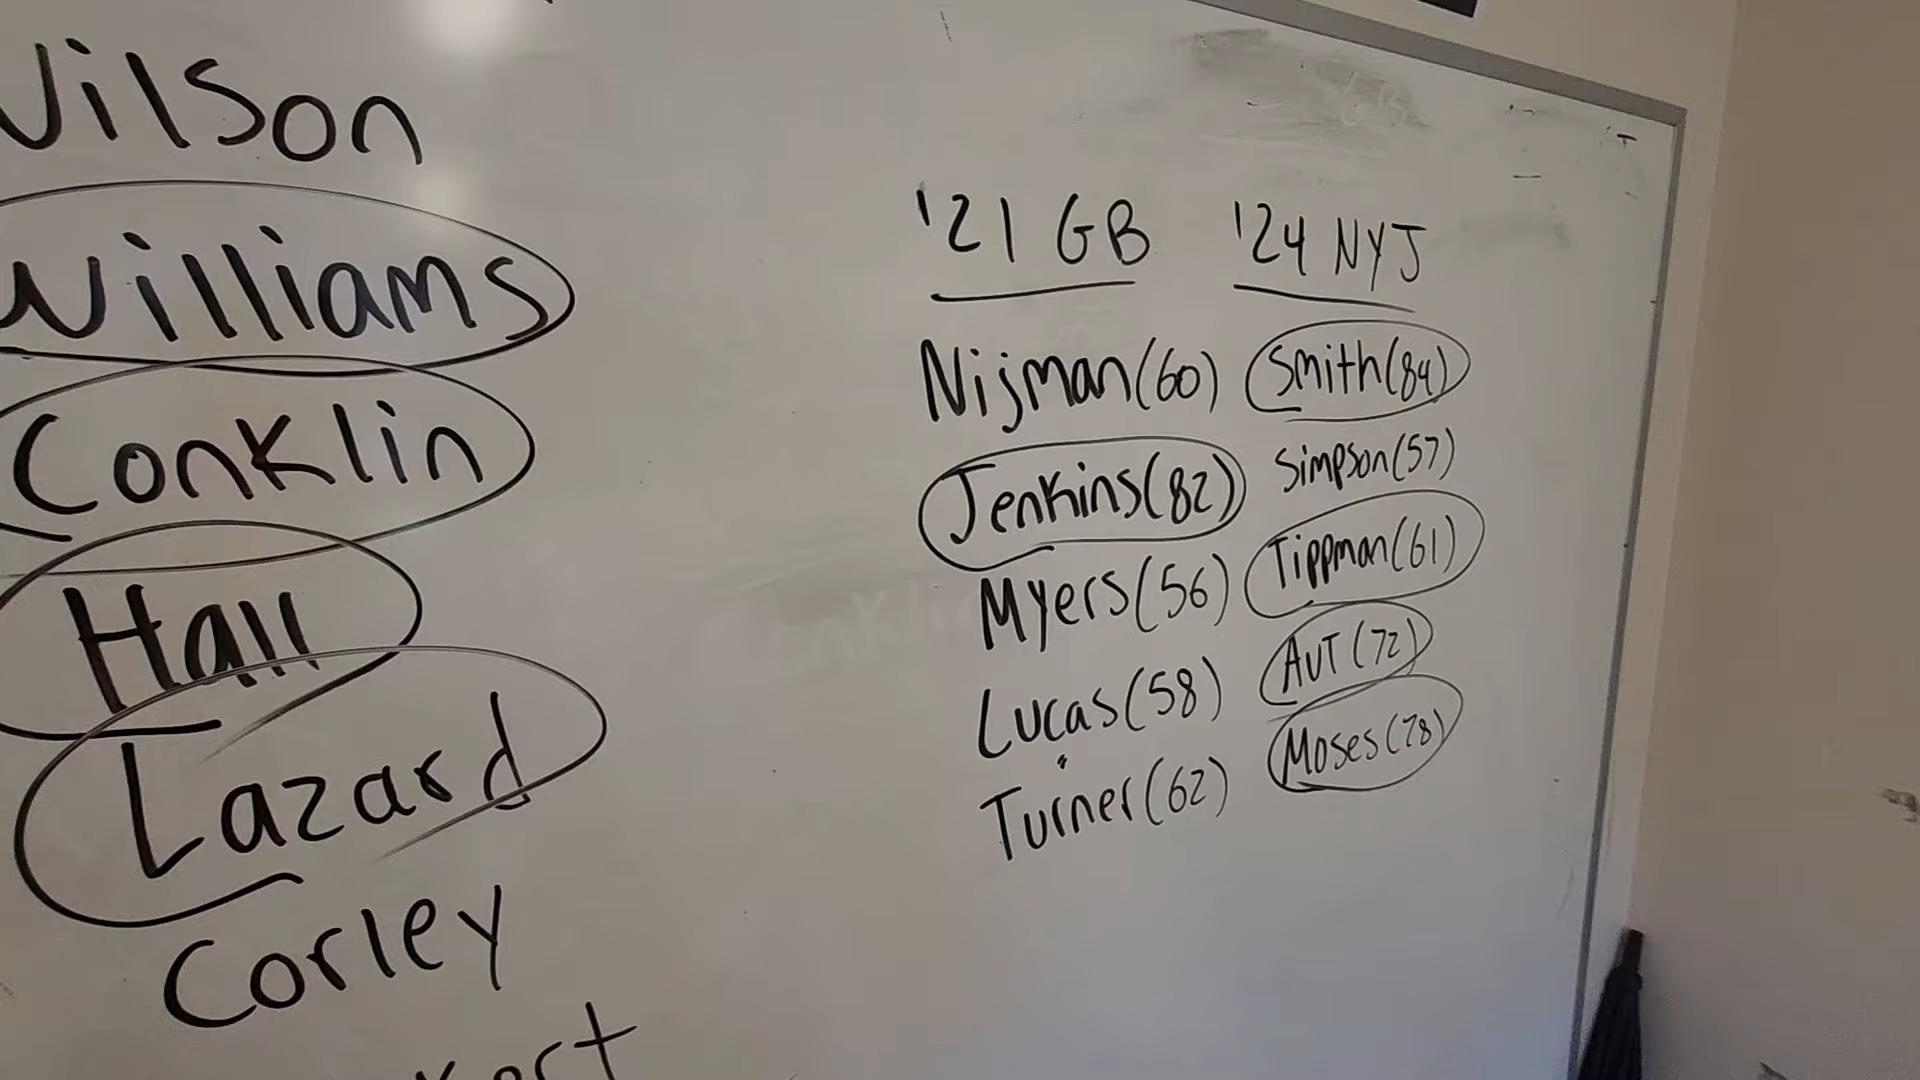 Wilson
Williams
Conklin
Hall
Lazard
Corley
'21 GB '24 NYJ
Nijman(60) Smith(84)
Jenkins(82) Simpson(57)
Myers(56) Tippman(61)
Lucas(58) AVT(72)
Turner(62) Moses(78)